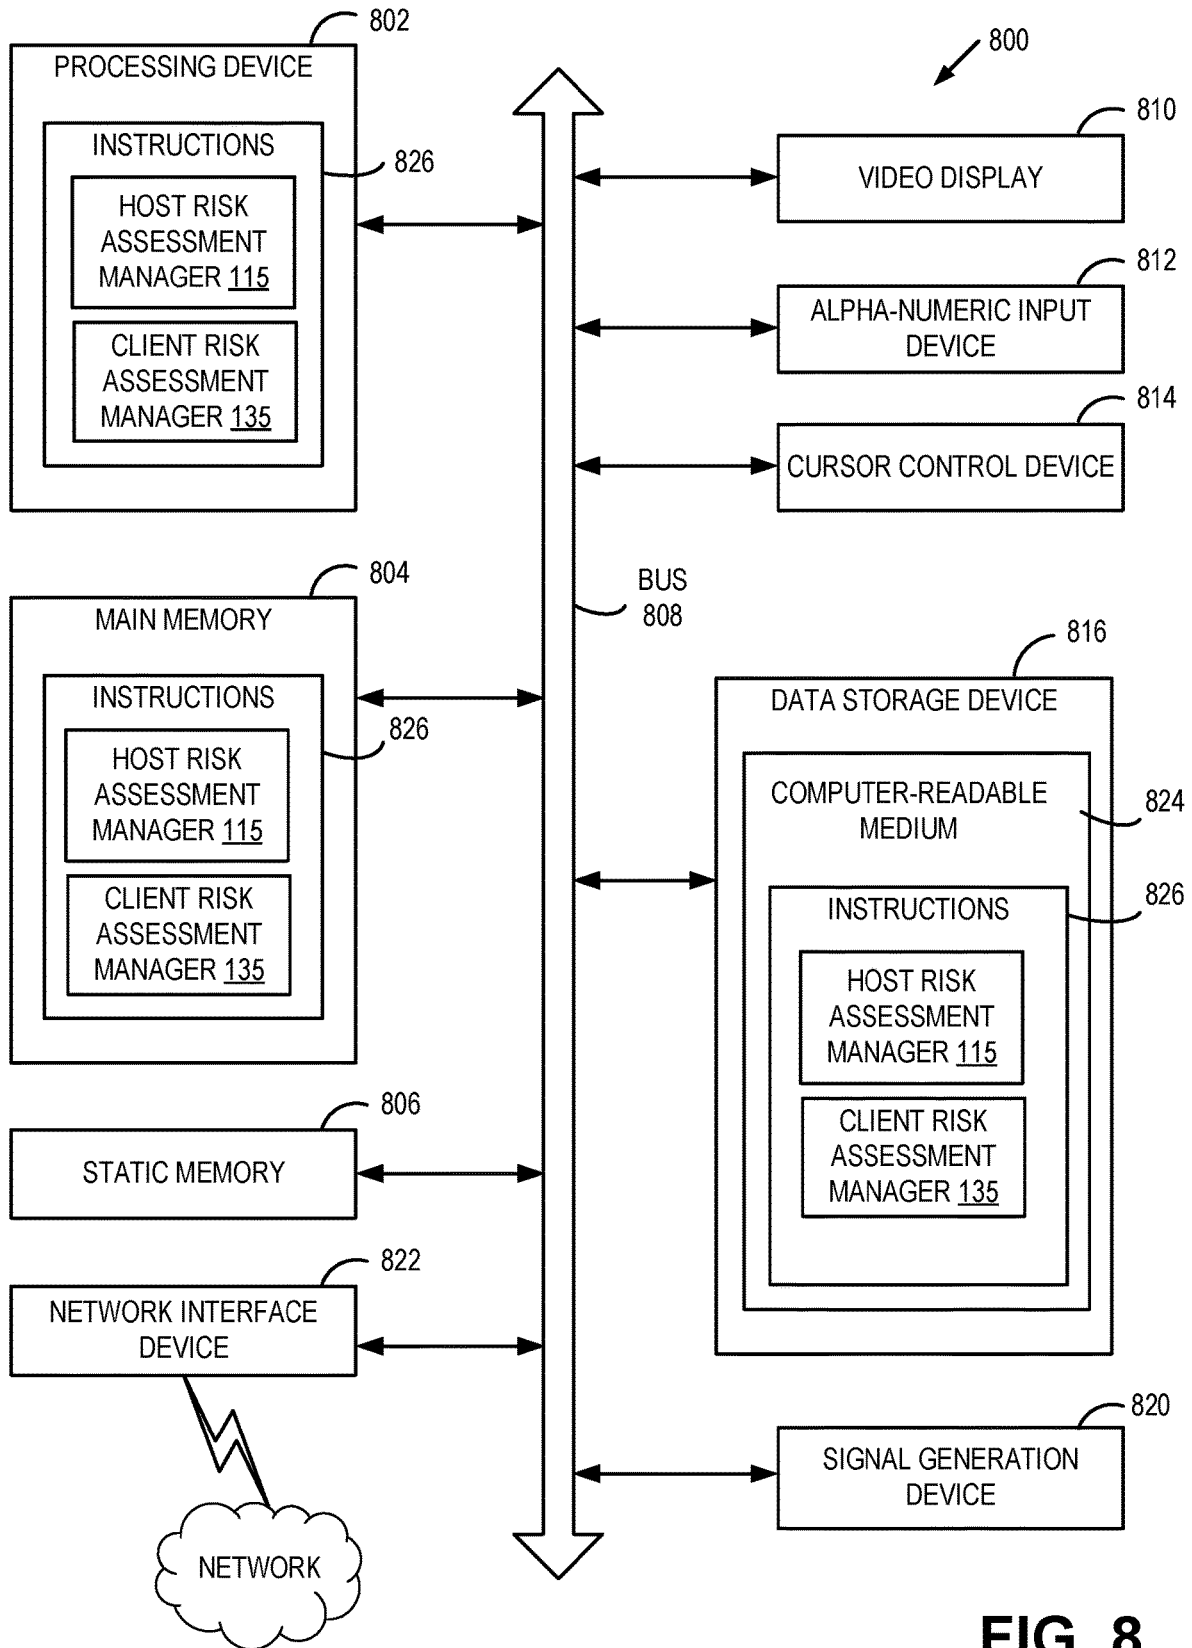 802
PROCESSING DEVICE
INSTRUCTIONS
826
HOST RISK
ASSESSMENT
MANAGER 115
CLIENT RISK
ASSESSMENT
MANAGER 135
804
MAIN MEMORY
INSTRUCTIONS
826
HOST RISK
ASSESSMENT
MANAGER 115
CLIENT RISK
ASSESSMENT
MANAGER 135
806
STATIC MEMORY
822
NETWORK INTERFACE
DEVICE
NETWORK
BUS
808
800
810
VIDEO DISPLAY
812
ALPHA-NUMERIC INPUT
DEVICE
814
CURSOR CONTROL DEVICE
816
DATA STORAGE DEVICE
COMPUTER-READABLE
MEDIUM
824
INSTRUCTIONS
826
HOST RISK
ASSESSMENT
MANAGER 115
CLIENT RISK
ASSESSMENT
MANAGER 135
820
SIGNAL GENERATION
DEVICE
FIG. 8